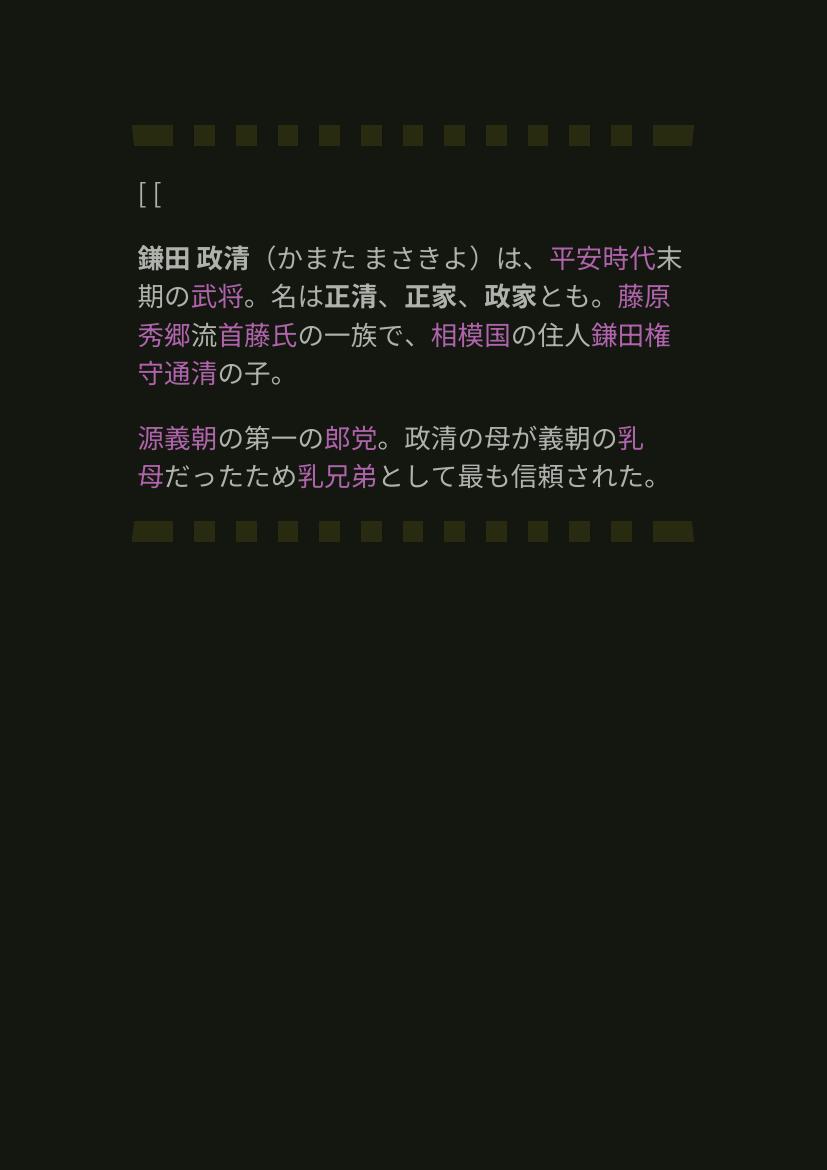 [ [
鎌田 政清（かまた まさきよ）は、平安時代末
期の武将。名は正清、正家、政家とも。藤原
秀郷流首藤氏の一族で、相模国の住人鎌田権
守通清の子。
源義朝の第一の郎党。政清の母が義朝の乳
母だったため乳兄弟として最も信頼された。